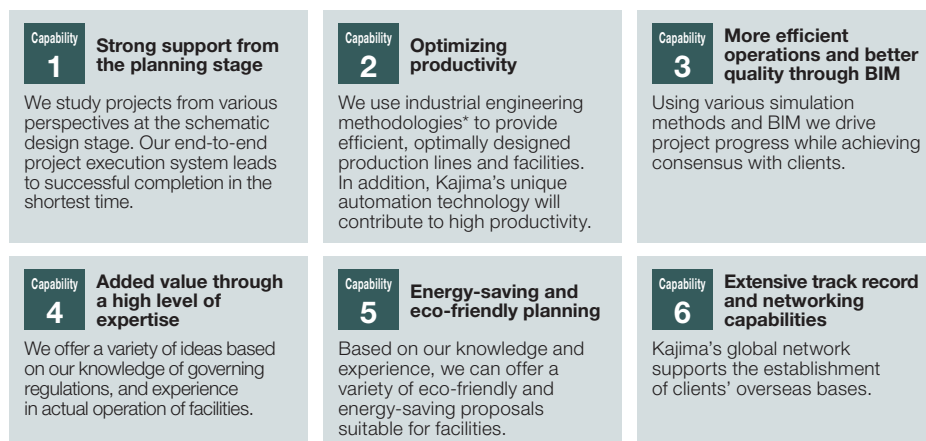 Capability
1
Strong support from
the planning stage
We study projects from various
perspectives at the schematic
design stage. Our end-to-end
project execution system leads
to successful completion in the
shortest time.
Capability
2
Optimizing
productivity
We use industrial engineering
methodologies* to provide
efficient, optimally designed
production lines and facilities.
In addition, Kajima's unique
automation technology will
contribute to high productivity.
Capability
3
More efficient
operations and better
quality through BIM
Using various simulation
methods and BIM we drive
project progress while achieving
consensus with clients.
Capability
4
Added value through
a high level of
expertise
We offer a variety of ideas based
on our knowledge of governing
regulations, and experience
in actual operation of facilities.
Capability
5
Energy-saving and
eco-friendly planning
Based on our knowledge and
experience, we can offer a
variety of eco-friendly and
energy-saving proposals
suitable for facilities.
Capability
6
Extensive track record
and networking
capabilities
Kajima's global network
supports the establishment
of clients' overseas bases.